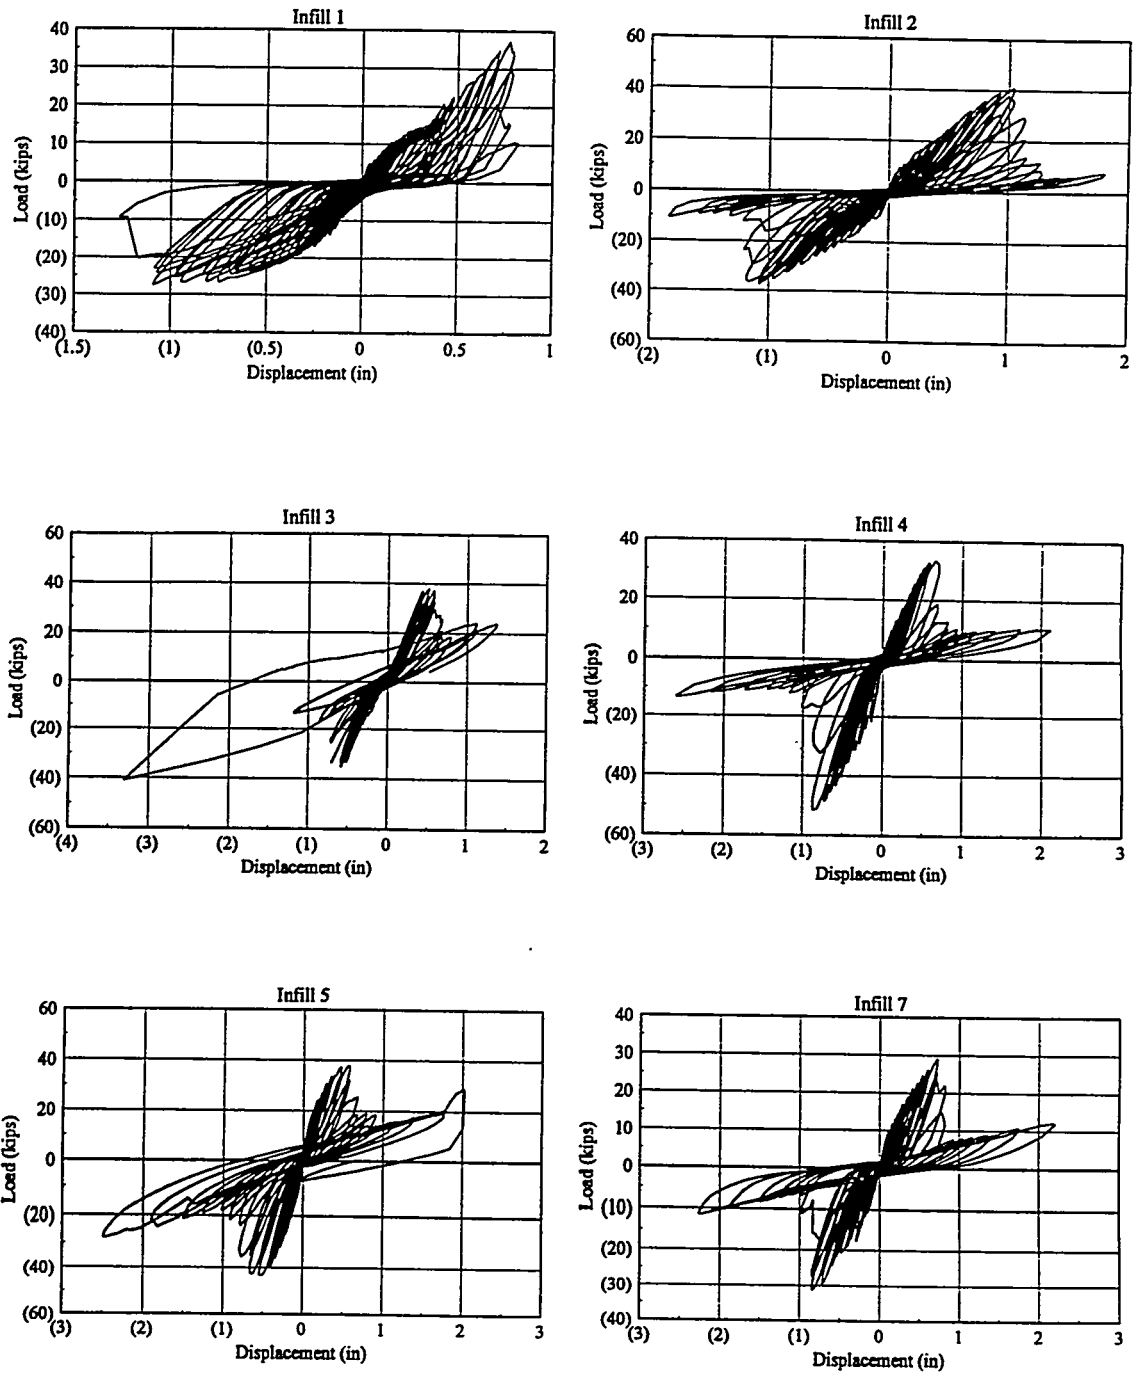 Infill 1
40
30
20
10
0
(10)
(20)
(30)
(40)
Load (kips)
(1.5) (1) (0.5) 0 0.5 1
Displacement (in)
Infill 2
60
40
20
0
(20)
(40)
(60)
Load (kips)
(2) (1) 0 1 2
Displacement (in)
Infill 3
60
40
20
0
(20)
(40)
(60)
Load (kips)
(4) (3) (2) (1) 0 1 2
Displacement (in)
Infill 4
40
20
0
(20)
(40)
(60)
Load (kips)
(3) (2) (1) 0 1 2 3
Displacement (in)
Infill 5
60
40
20
0
(20)
(40)
(60)
Load (kips)
(3) (2) (1) 0 1 2 3
Displacement (in)
Infill 7
40
30
20
10
0
(10)
(20)
(30)
(40)
Load (kips)
(3) (2) (1) 0 1 2 3
Displacement (in)